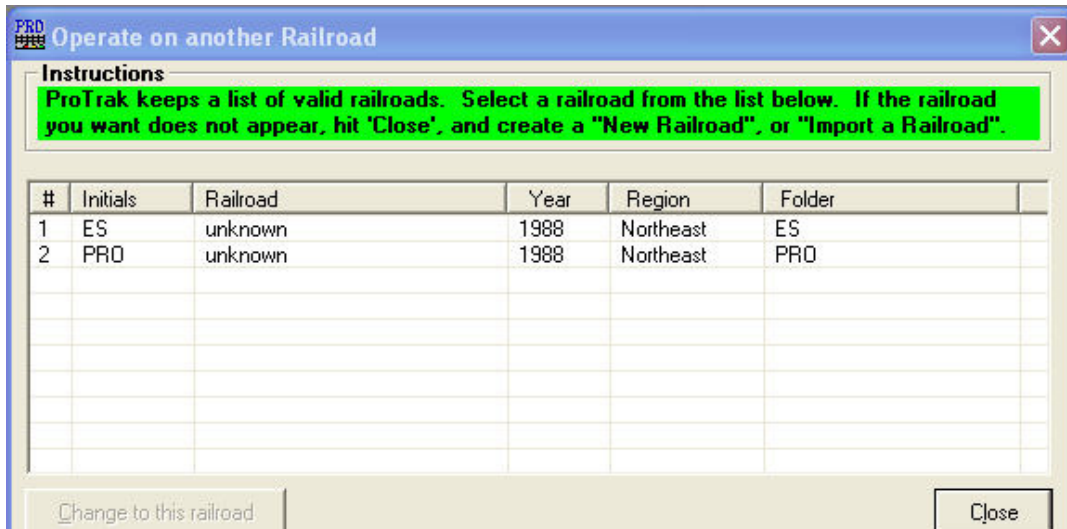 PRO Operate on another Railroad
Instructions
ProTrak keeps a list of valid railroads. Select a railroad from the list below. If the railroad
you want does not appear, hit 'Close', and create a "New Railroad", or "Import a Railroad".
# Initials Railroad Year Region Folder
1 ES unknown 1988 Northeast ES
2 PRO unknown 1988 Northeast PRO
Change to this railroad Close